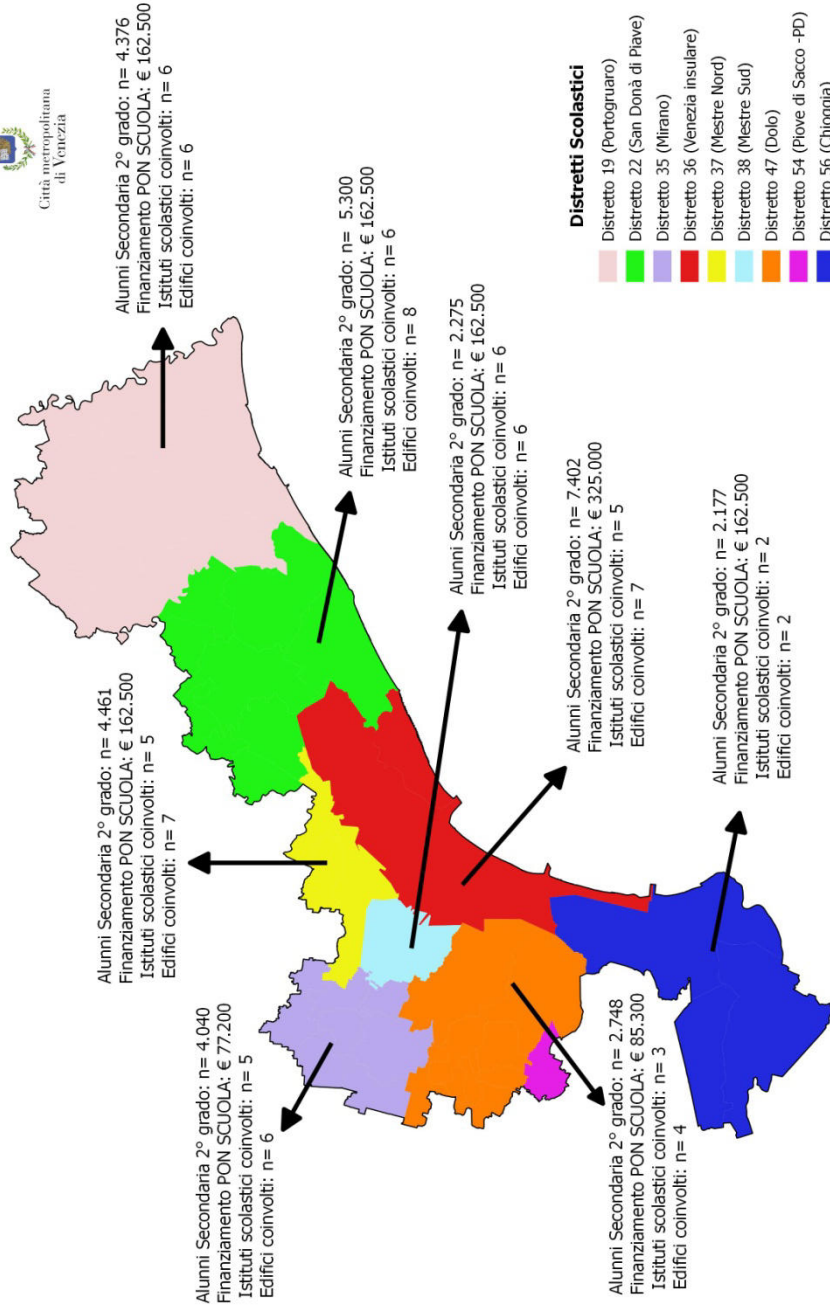 Città metropolitana
di Venezia
Alunni Secondaria 2° grado: n= 4.376
Finanziamento PON SCUOLA: € 162.500
Istituti scolastici coinvolti: n= 6
Edifici coinvolti: n= 6
Alunni Secondaria 2° grado: n= 4.461
Finanziamento PON SCUOLA: € 162.500
Istituti scolastici coinvolti: n= 5
Edifici coinvolti: n= 7
Alunni Secondaria 2° grado: n= 5.300
Finanziamento PON SCUOLA: € 162.500
Istituti scolastici coinvolti: n= 6
Edifici coinvolti: n= 8
Alunni Secondaria 2° grado: n= 4.040
Finanziamento PON SCUOLA: € 77.200
Istituti scolastici coinvolti: n= 5
Edifici coinvolti: n= 6
Alunni Secondaria 2° grado: n= 2.275
Finanziamento PON SCUOLA: € 162.500
Istituti scolastici coinvolti: n= 6
Edifici coinvolti: n= 6
Alunni Secondaria 2° grado: n= 7.402
Finanziamento PON SCUOLA: € 325.000
Istituti scolastici coinvolti: n= 5
Edifici coinvolti: n= 7
Alunni Secondaria 2° grado: n= 2.748
Finanziamento PON SCUOLA: € 85.300
Istituti scolastici coinvolti: n= 3
Edifici coinvolti: n= 4
Alunni Secondaria 2° grado: n= 2.177
Finanziamento PON SCUOLA: € 162.500
Istituti scolastici coinvolti: n= 2
Edifici coinvolti: n= 2
Distretti Scolastici
Distretto 19 (Portogruaro)
Distretto 22 (San Donà di Piave)
Distretto 35 (Mirano)
Distretto 36 (Venezia insulare)
Distretto 37 (Mestre Nord)
Distretto 38 (Mestre Sud)
Distretto 47 (Dolo)
Distretto 54 (Piove di Sacco -PD)
Distretto 56 (Chioggia)